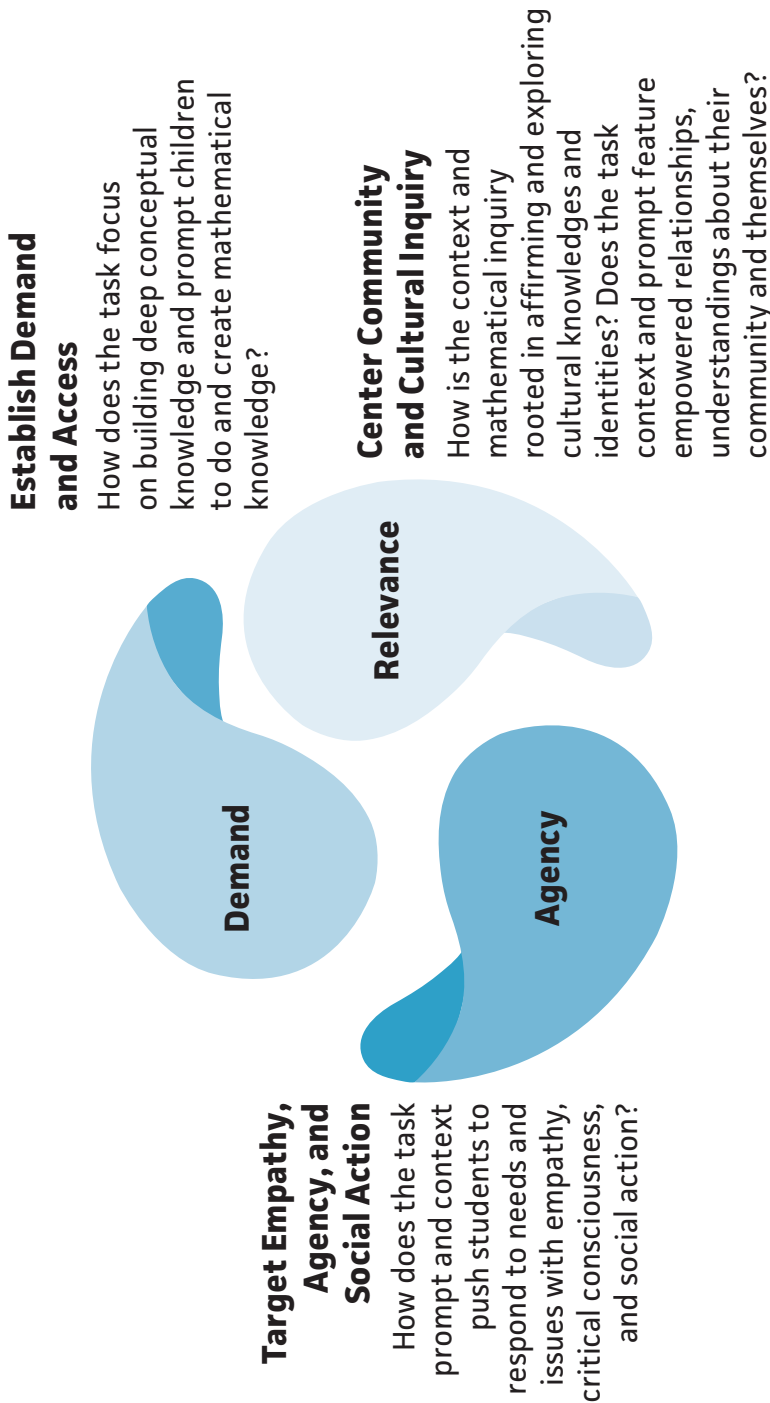 Establish Demand
and Access
How does the task focus
on building deep conceptual
knowledge and prompt children
to do and create mathematical
knowledge?
Demand
Relevance
Agency
Center Community
and Cultural Inquiry
How is the context and
mathematical inquiry
rooted in affirming and exploring
cultural knowledges and
identities? Does the task
context and prompt feature
empowered relationships,
understandings about their
community and themselves?
Target Empathy,
Agency, and
Social Action
How does the task
prompt and context
push students to
respond to needs and
issues with empathy,
critical consciousness,
and social action?